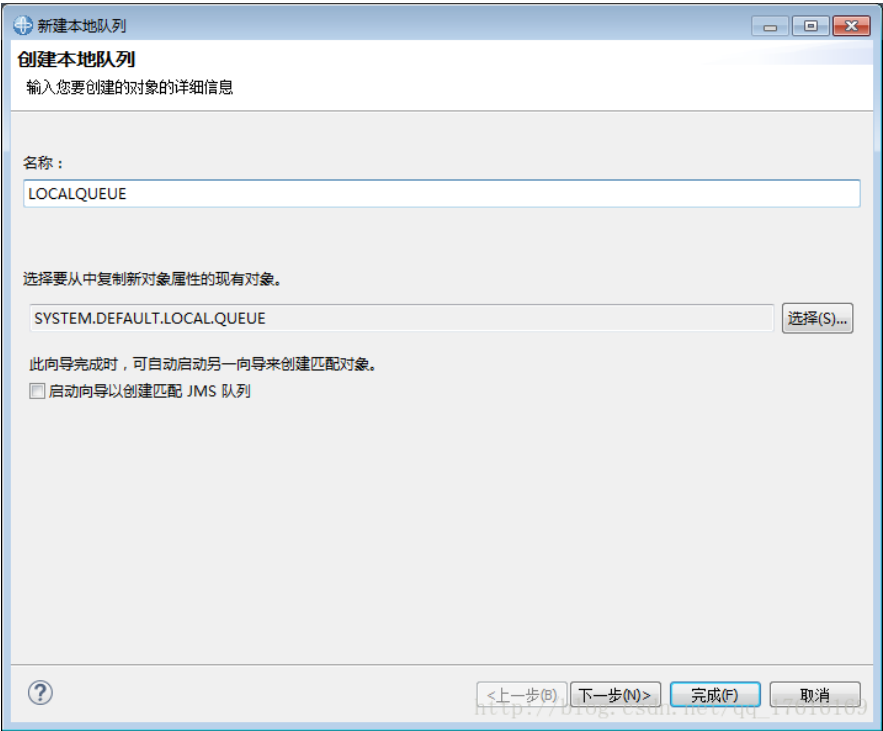 新建本地队列
创建本地队列
输入您要创建的对象的详细信息
名称：
LOCALQUEUE
选择要从中复制新对象属性的现有对象。
SYSTEM.DEFAULT.LOCAL.QUEUE
选择(S)...
此向导完成时，可自动启动另一向导来创建匹配对象。
启动向导以创建匹配 JMS 队列
<上一步(B) 下一步(N)> 完成(F) 取消
http://blog.csdn.net/qq_17616169